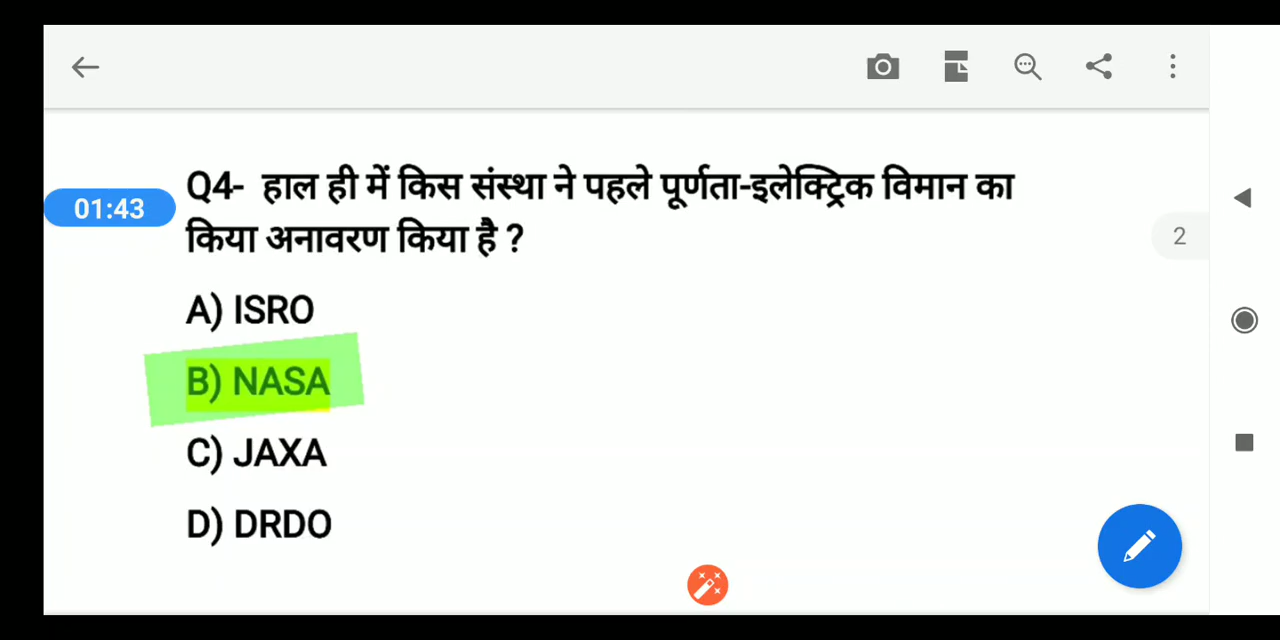 Q4- हाल ही में किस संस्था ने पहले पूर्णता-इलेक्ट्रिक विमान का
01:43
किया अनावरण किया है ?
2
A) ISRO
B) NASA
C) JAXA
D) DRDO